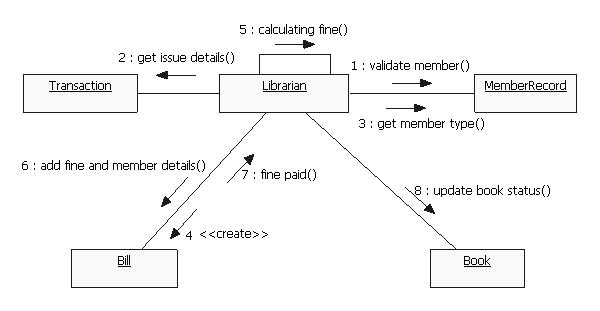 5 : calculating fine()
2 : get issue details()
1 : validate member()
Transaction
Librarian
MemberRecord
3 : get member type()
6 : add fine and member details()
7 : fine paid()
8 : update book status()
4 <<create>>
Bill
Book